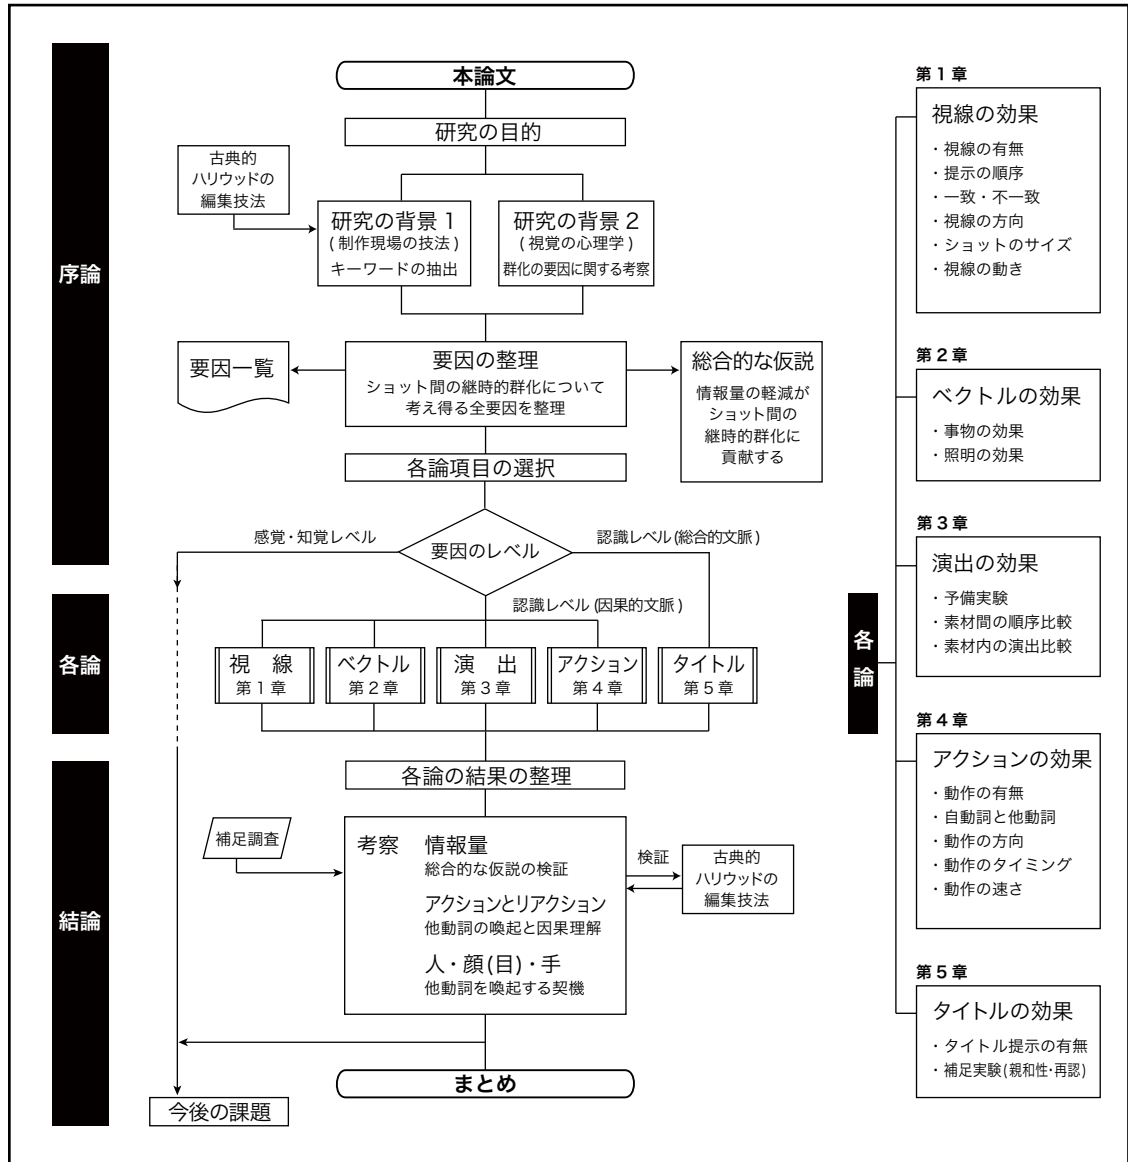 序論
本論文
研究の目的
古典的
ハリウッドの
編集技法
研究の背景 1
( 制作現場の技法 )
キーワードの抽出
研究の背景 2
( 視覚の心理学 )
群化の要因に関する考察
要因一覧
要因の整理
ショット間の継時的群化について
考え得る全要因を整理
総合的な仮説
情報量の軽減が
ショット間の
継時的群化に
貢献する
各論項目の選択
感覚・知覚レベル
要因のレベル
認識レベル (総合的文脈 )
認識レベル (因果的文脈 )
各論
視 線
第 1 章
ベクトル
第 2 章
演 出
第 3 章
アクション
第 4 章
タイトル
第 5 章
結論
各論の結果の整理
補足調査
考察 情報量
総合的な仮説の検証
アクションとリアクション
他動詞の喚起と因果理解
人・顔 (目)・手
他動詞を喚起する契機
検証
古典的
ハリウッドの
編集技法
まとめ
今後の課題
各論
第 1 章
視線の効果
・視線の有無
・提示の順序
・一致・不一致
・視線の方向
・ショットのサイズ
・視線の動き
第 2 章
ベクトルの効果
・事物の効果
・照明の効果
第 3 章
演出の効果
・予備実験
・素材間の順序比較
・素材内の演出比較
第 4 章
アクションの効果
・動作の有無
・自動詞と他動詞
・動作の方向
・動作のタイミング
・動作の速さ
第 5 章
タイトルの効果
・タイトル提示の有無
・補足実験(親和性・再認)